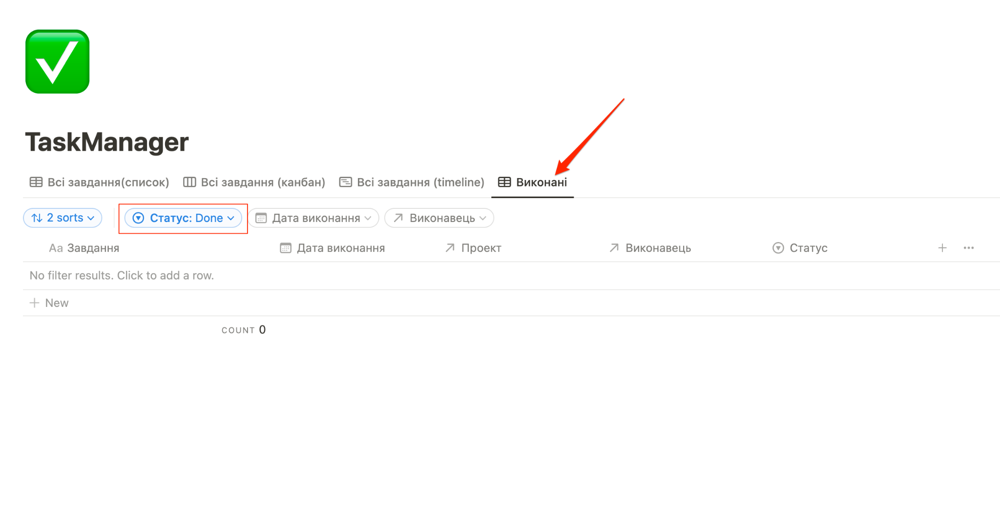 TaskManager
Всі завдання(список) Всі завдання (канбан) Всі завдання (timeline) Виконані
2 sorts Статус: Done Дата виконання Виконавець
Aa Завдання Дата виконання Проект Виконавець Статус
No filter results. Click to add a row.
+ New
COUNT 0